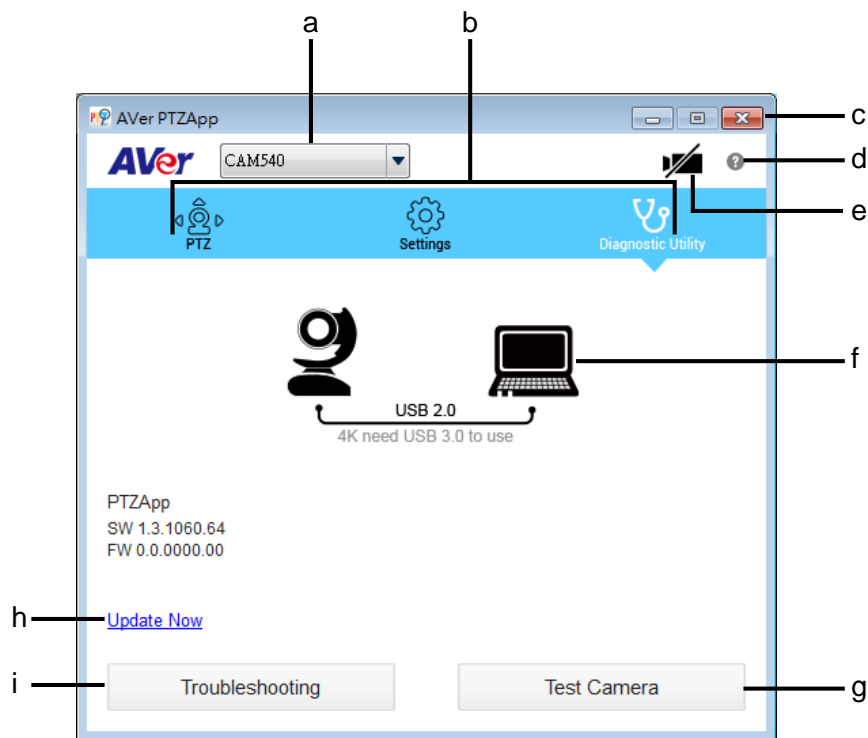 a b
AVer PTZApp
c
AVer CAM540
d
e
PTZ Settings Diagnostic Utility
f
USB 2.0
4K need USB 3.0 to use
PTZApp
SW 1.3.1060.64
FW 0.0.0000.00
h Update Now
i Troubleshooting Test Camera g